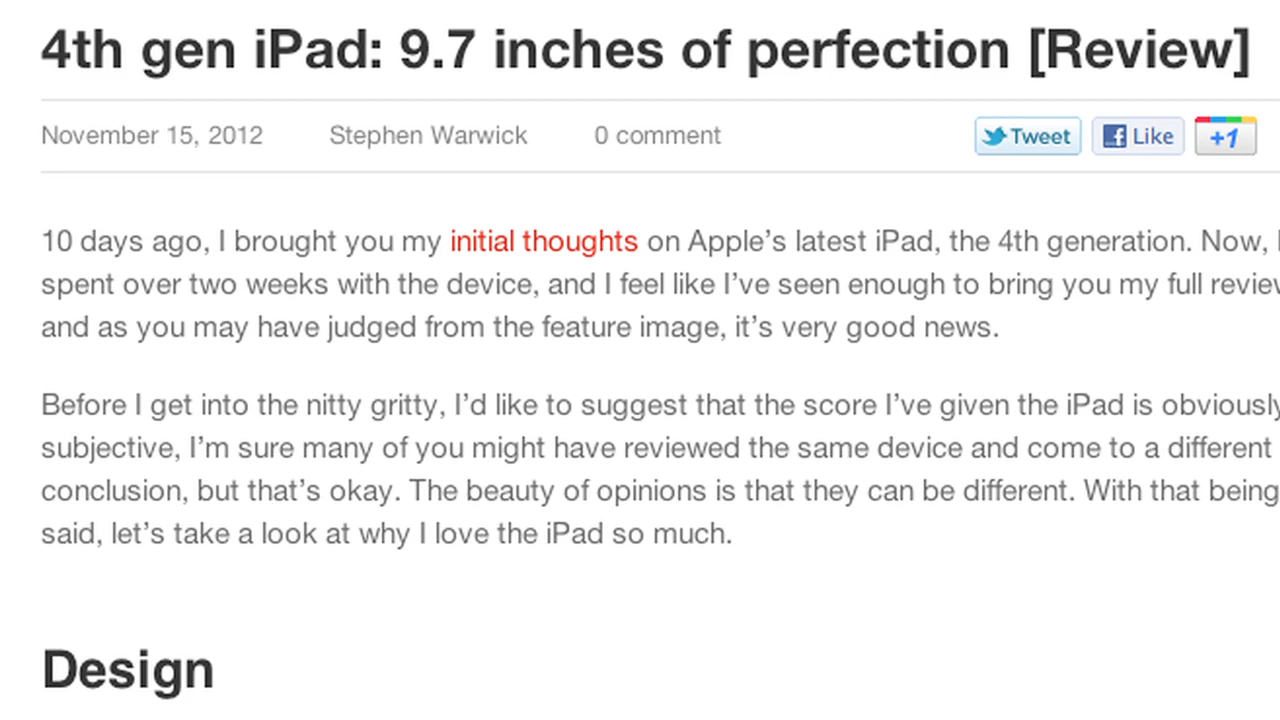 4th gen iPad: 9.7 inches of perfection [Review]
November 15, 2012 Stephen Warwick 0 comment Tweet Like +1
10 days ago, I brought you my initial thoughts on Apple’s latest iPad, the 4th generation. Now,
spent over two weeks with the device, and I feel like I’ve seen enough to bring you my full review
and as you may have judged from the feature image, it’s very good news.
Before I get into the nitty gritty, I’d like to suggest that the score I’ve given the iPad is obviously
subjective, I’m sure many of you might have reviewed the same device and come to a different
conclusion, but that’s okay. The beauty of opinions is that they can be different. With that being
said, let’s take a look at why I love the iPad so much.
Design